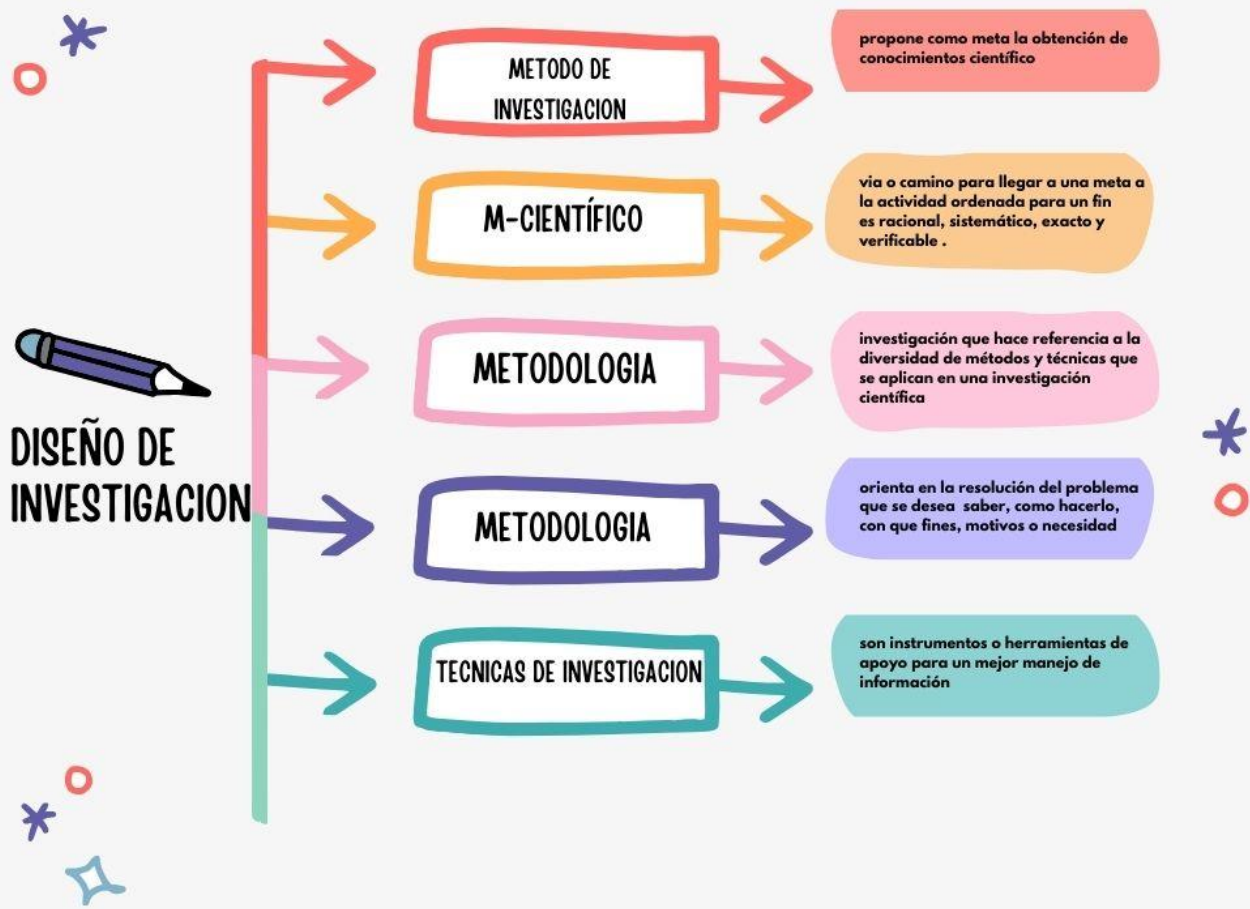 DISEÑO DE
INVESTIGACION
METODO DE
INVESTIGACION
propone como meta la obtención de
conocimientos científico
M-CIENTÍFICO
via o camino para llegar a una meta a
la actividad ordenada para un fin
es racional, sistemático, exacto y
verificable .
METODOLOGIA
investigación que hace referencia a la
diversidad de métodos y técnicas que
se aplican en una investigación
científica
METODOLOGIA
orienta en la resolución del problema
que se desea saber, como hacerlo,
con que fines, motivos o necesidad
TECNICAS DE INVESTIGACION
son instrumentos o herramientas de
apoyo para un mejor manejo de
información